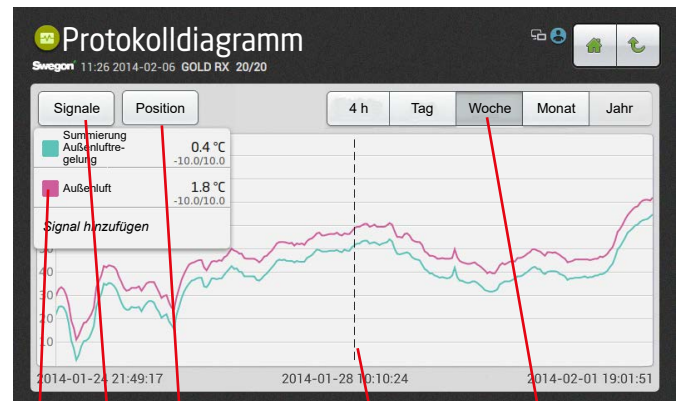 Protokolldiagramm
Swegon 11:26 2014-02-06 GOLD RX 20/20
Signale
Position
4 h
Tag
Woche
Monat
Jahr
Summierung
Außenluftre-
gelung
0.4 °C
-10.0/10.0
Außenluft
1.8 °C
-10.0/10.0
Signal hinzufügen
40
30
20
10
2014-01-24 21:49:17
2014-01-28 10:10:24
2014-02-01 19:01:51